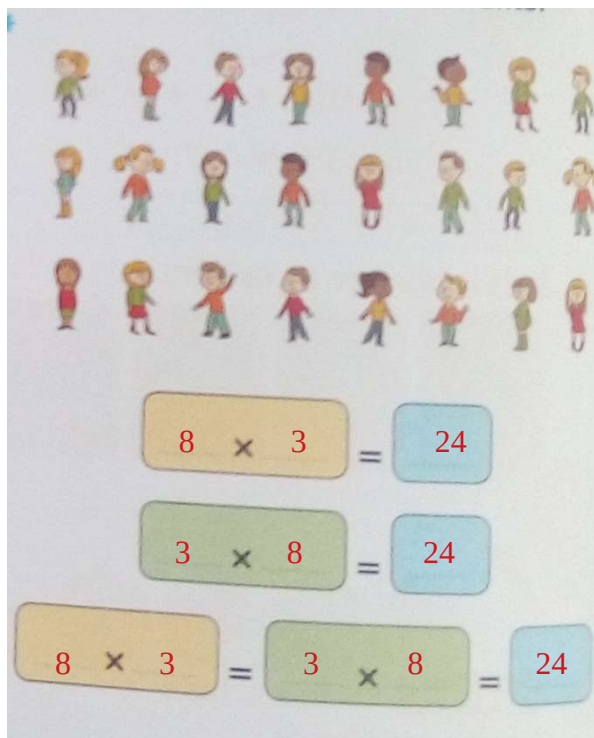 8 × 3 = 24
3 × 8 = 24
8 × 3 = 3 × 8 = 24